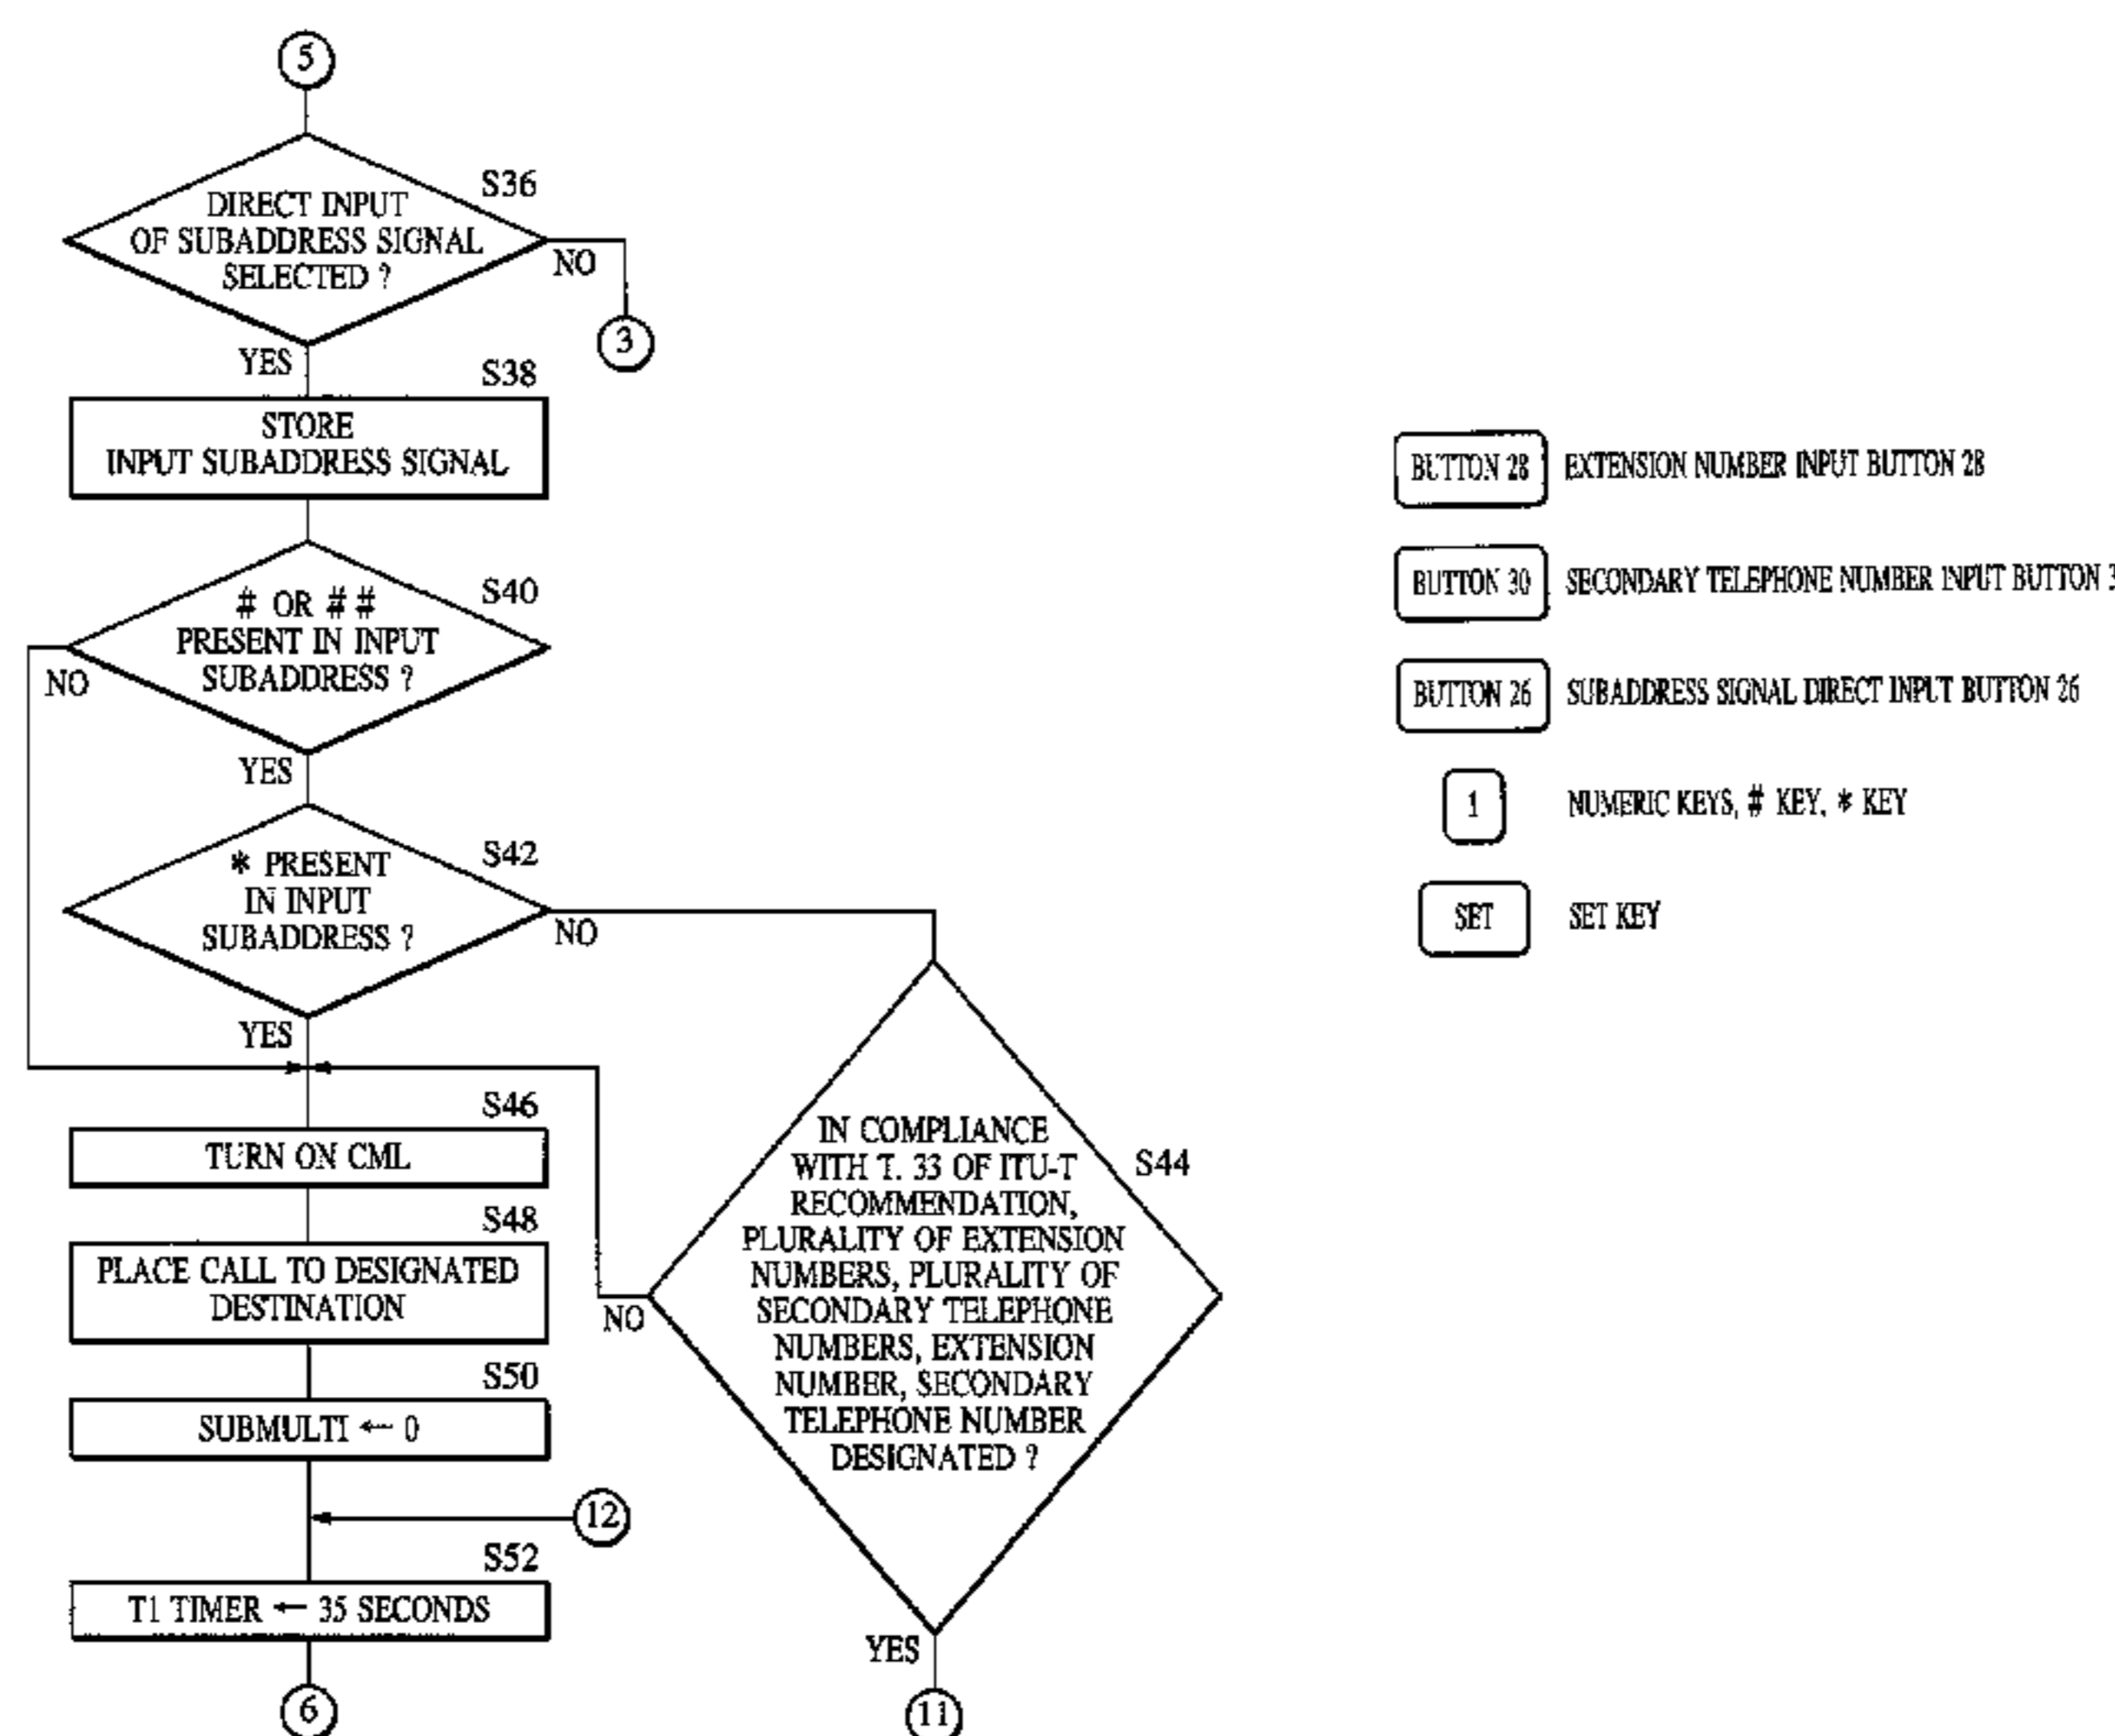 5
DIRECT INPUT
OF SUBADDRESS SIGNAL
SELECTED ?
S36
NO
3
YES
S38
STORE
INPUT SUBADDRESS SIGNAL
# OR ##
PRESENT IN INPUT
SUBADDRESS ?
S40
NO
YES
* PRESENT
IN INPUT
SUBADDRESS ?
S42
NO
YES
S46
TURN ON CML
S48
PLACE CALL TO DESIGNATED
DESTINATION
S50
SUBMULTI ← 0
12
S52
T1 TIMER ← 35 SECONDS
6
IN COMPLIANCE
WITH T. 33 OF ITU-T
RECOMMENDATION,
PLURALITY OF EXTENSION
NUMBERS, PLURALITY OF
SECONDARY TELEPHONE
NUMBERS, EXTENSION
NUMBER, SECONDARY
TELEPHONE NUMBER
DESIGNATED ?
S44
NO
YES
11
BUTTON 28 EXTENSION NUMBER INPUT BUTTON 28
BUTTON 30 SECONDARY TELEPHONE NUMBER INPUT BUTTON
BUTTON 26 SUBADDRESS SIGNAL DIRECT INPUT BUTTON 26
1 NUMERIC KEYS, # KEY, * KEY
SET SET KEY